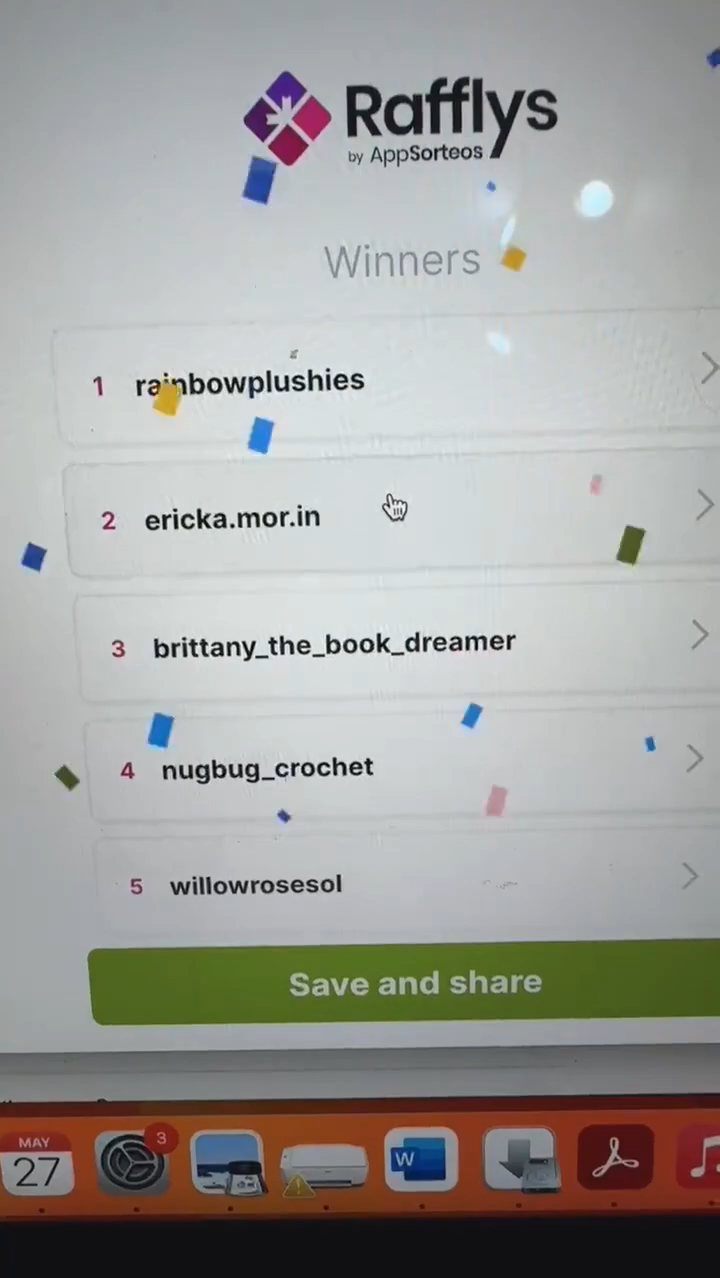 Rafflys
by AppSorteos
Winners
1 rainbowplushies
2 ericka.mor.in
3 brittany_the_book_dreamer
4 nugbug_crochet
5 willowrosesol
Save and share
MAY
27
3
W